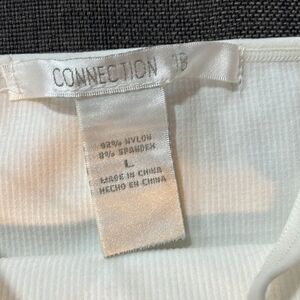 CONNECTION 18
92% NYLON
8% SPANDEX
L
MADE IN CHINA
HECHO EN CHINA